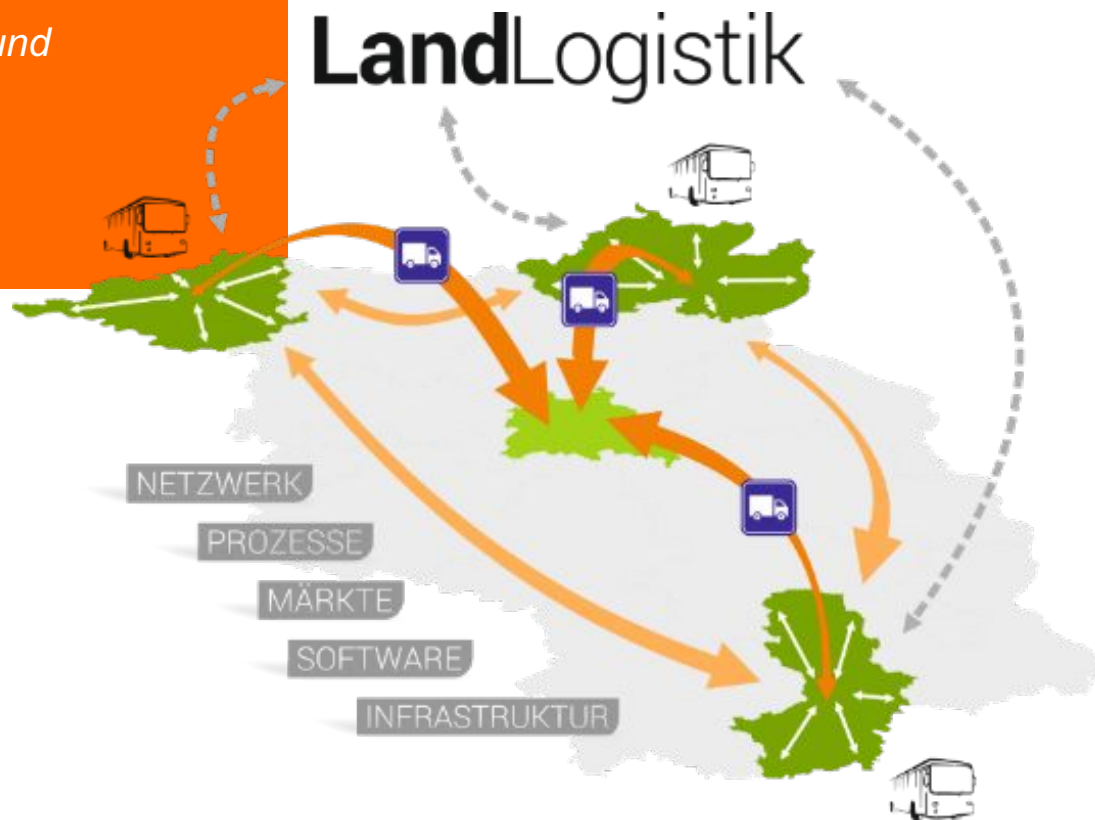 und
LandLogistik
NETZWERK
PROZESSE
MÄRKTE
SOFTWARE
INFRASTRUKTUR